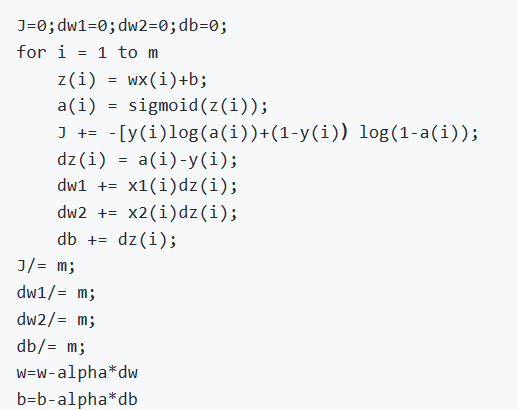 J=0;dw1=0;dw2=0;db=0;
for i = 1 to m
    z(i) = wx(i)+b;
    a(i) = sigmoid(z(i));
    J += -[y(i)log(a(i))+(1-y(i)) log(1-a(i));
    dz(i) = a(i)-y(i);
    dw1 += x1(i)dz(i);
    dw2 += x2(i)dz(i);
    db += dz(i);
J/= m;
dw1/= m;
dw2/= m;
db/= m;
w=w-alpha*dw
b=b-alpha*db